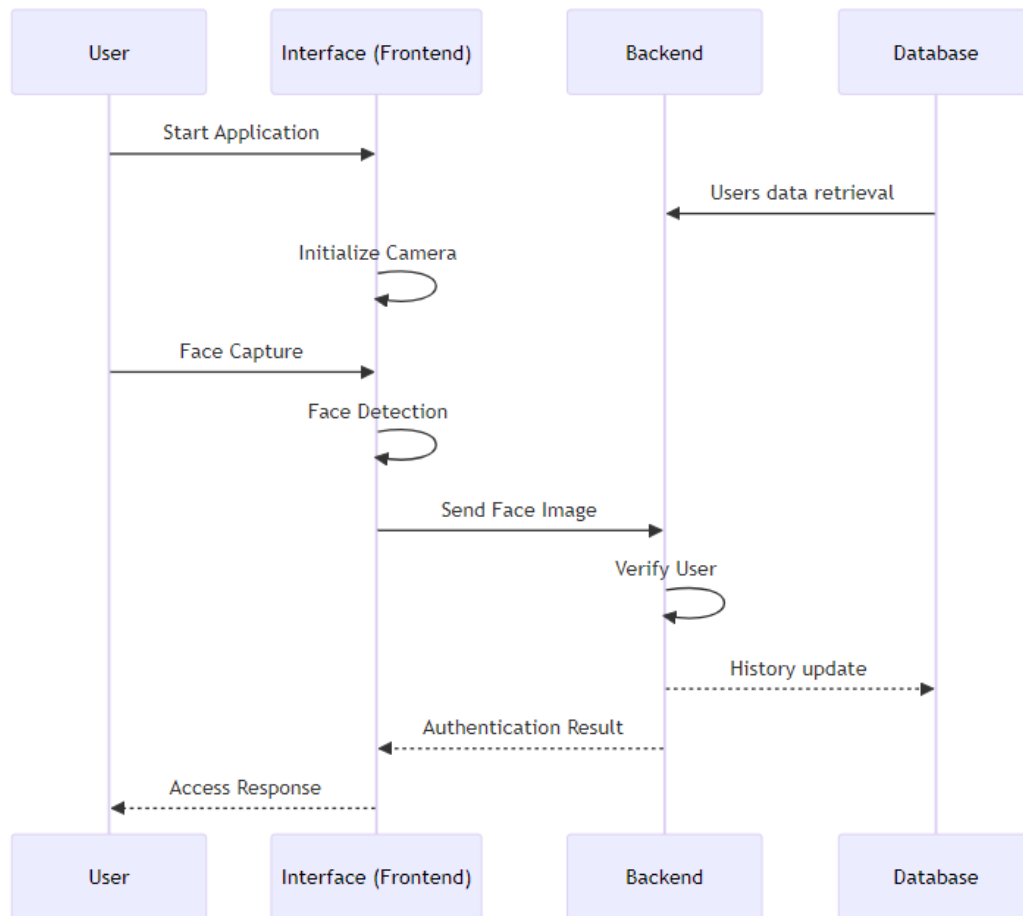 User
Interface (Frontend)
Backend
Database
Start Application
Users data retrieval
Initialize Camera
Face Capture
Face Detection
Send Face Image
Verify User
History update
Authentication Result
Access Response
User
Interface (Frontend)
Backend
Database